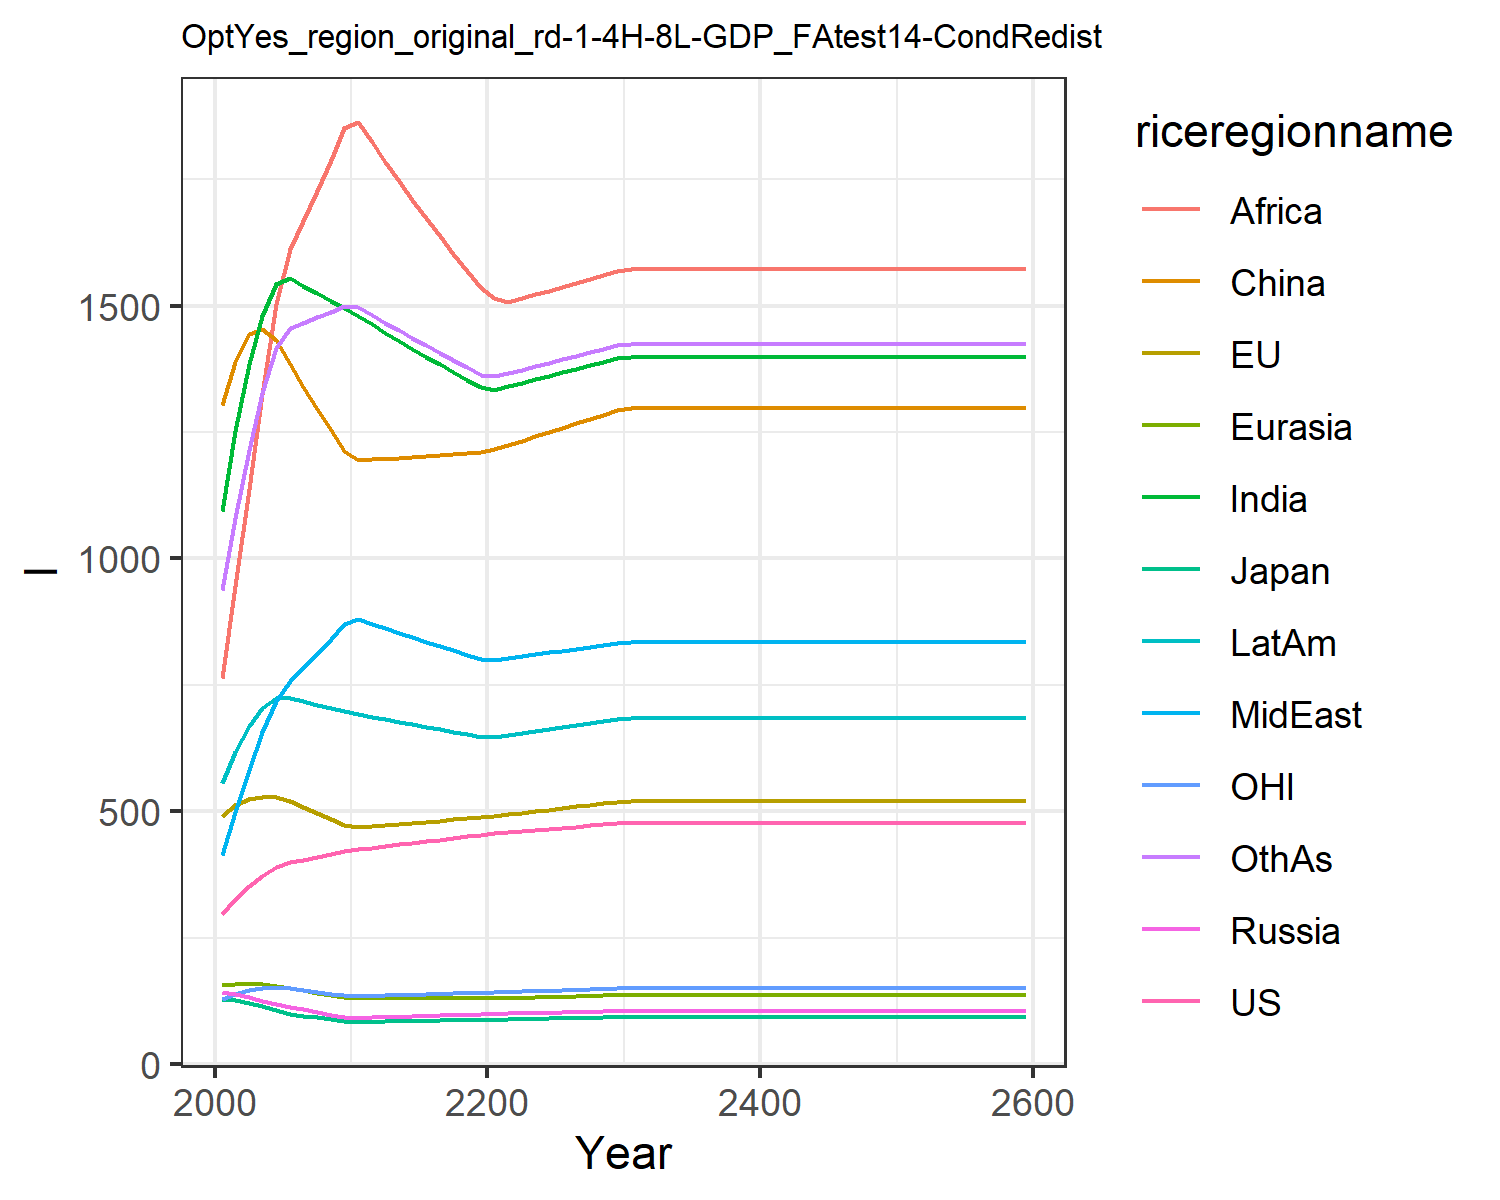 OptYes_region_original_rd-1-4H-8L-GDP_FAtest14-CondRedist
1500
1000
500
0
l
2000 2200 2400 2600
Year
riceregionname
Africa
China
EU
Eurasia
India
Japan
LatAm
MidEast
OHI
OthAs
Russia
US